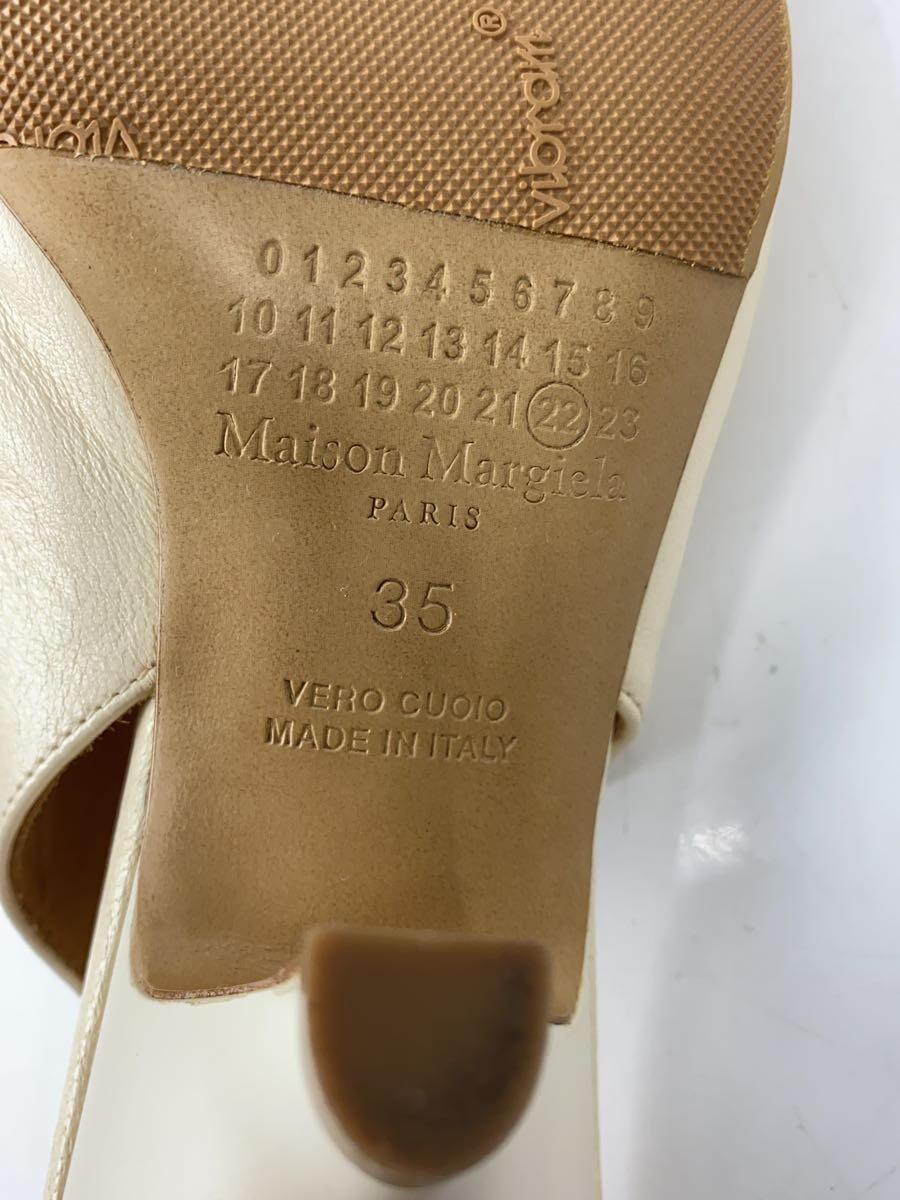 vibram®
vibr
0 1 2 3 4 5 6 7 8 9
10 11 12 13 14 15 16
17 18 19 20 21 22 23
Maison Margiela
PARIS
35
VERO CUOIO
MADE IN ITALY